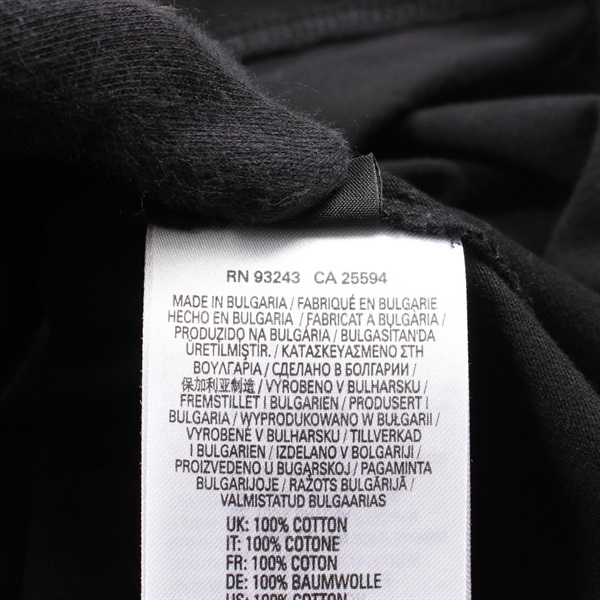 RN 93243 CA 25594
MADE IN BULGARIA / FABRIQUÉ EN BULGARIE
HECHO EN BULGARIA / FABRICAT A BULGÀRIA /
PRODUZIDO NA BULGÁRIA / BULGASİTAN'DA
ÜRETİLMİŞTİR. / ΚΑΤΑΣΚΕΥΑΣΜΕΝΟ ΣΤΗ
ΒΟΥΛΓΑΡΙΑ / СДЕЛАНО В БОЛГАРИИ /
保加利亚制造 / VYROBENO V BULHARSKU /
FREMSTILLET I BULGARIEN / PRODUSERT I
BULGARIA / WYPRODUKOWANO W BUŁGARII /
VYROBENÉ V BULHARSKU / TILLVERKAD
I BULGARIEN / IZDELANO V BOLGARIJI /
PROIZVEDENO U BUGARSKOJ / PAGAMINTA
BULGARIJOJE / RAŽOTS BULGĀRIJĀ /
VALMISTATUD BULGAARIAS
UK: 100% COTTON
IT: 100% COTONE
FR: 100% COTON
DE: 100% BAUMWOLLE
US: 100% COTTON